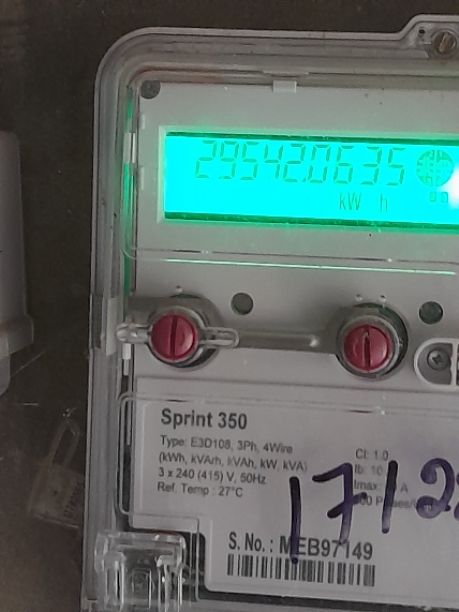 29542.0635
kW h
Sprint 350
Type: E3D108, 3Ph, 4Wire
(kWh, kVArh, kVAh, kW, kVA)
3 x 240 (415) V, 50Hz
Ref. Temp : 27°C
Cl: 1.0
Ib: 10
Imax: A
S. No. : MEB97149